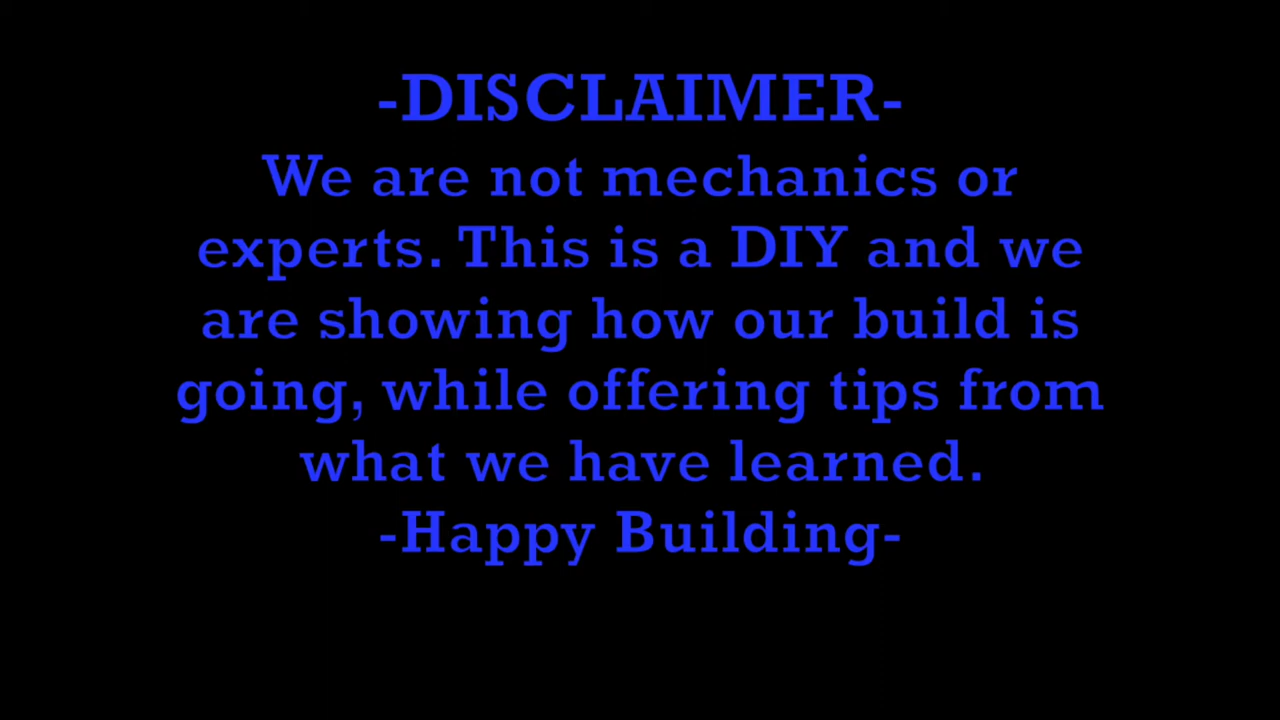 -DISCLAIMER-
We are not mechanics or
experts. This is a DIY and we
are showing how our build is
going, while offering tips from
what we have learned.
-Happy Building-